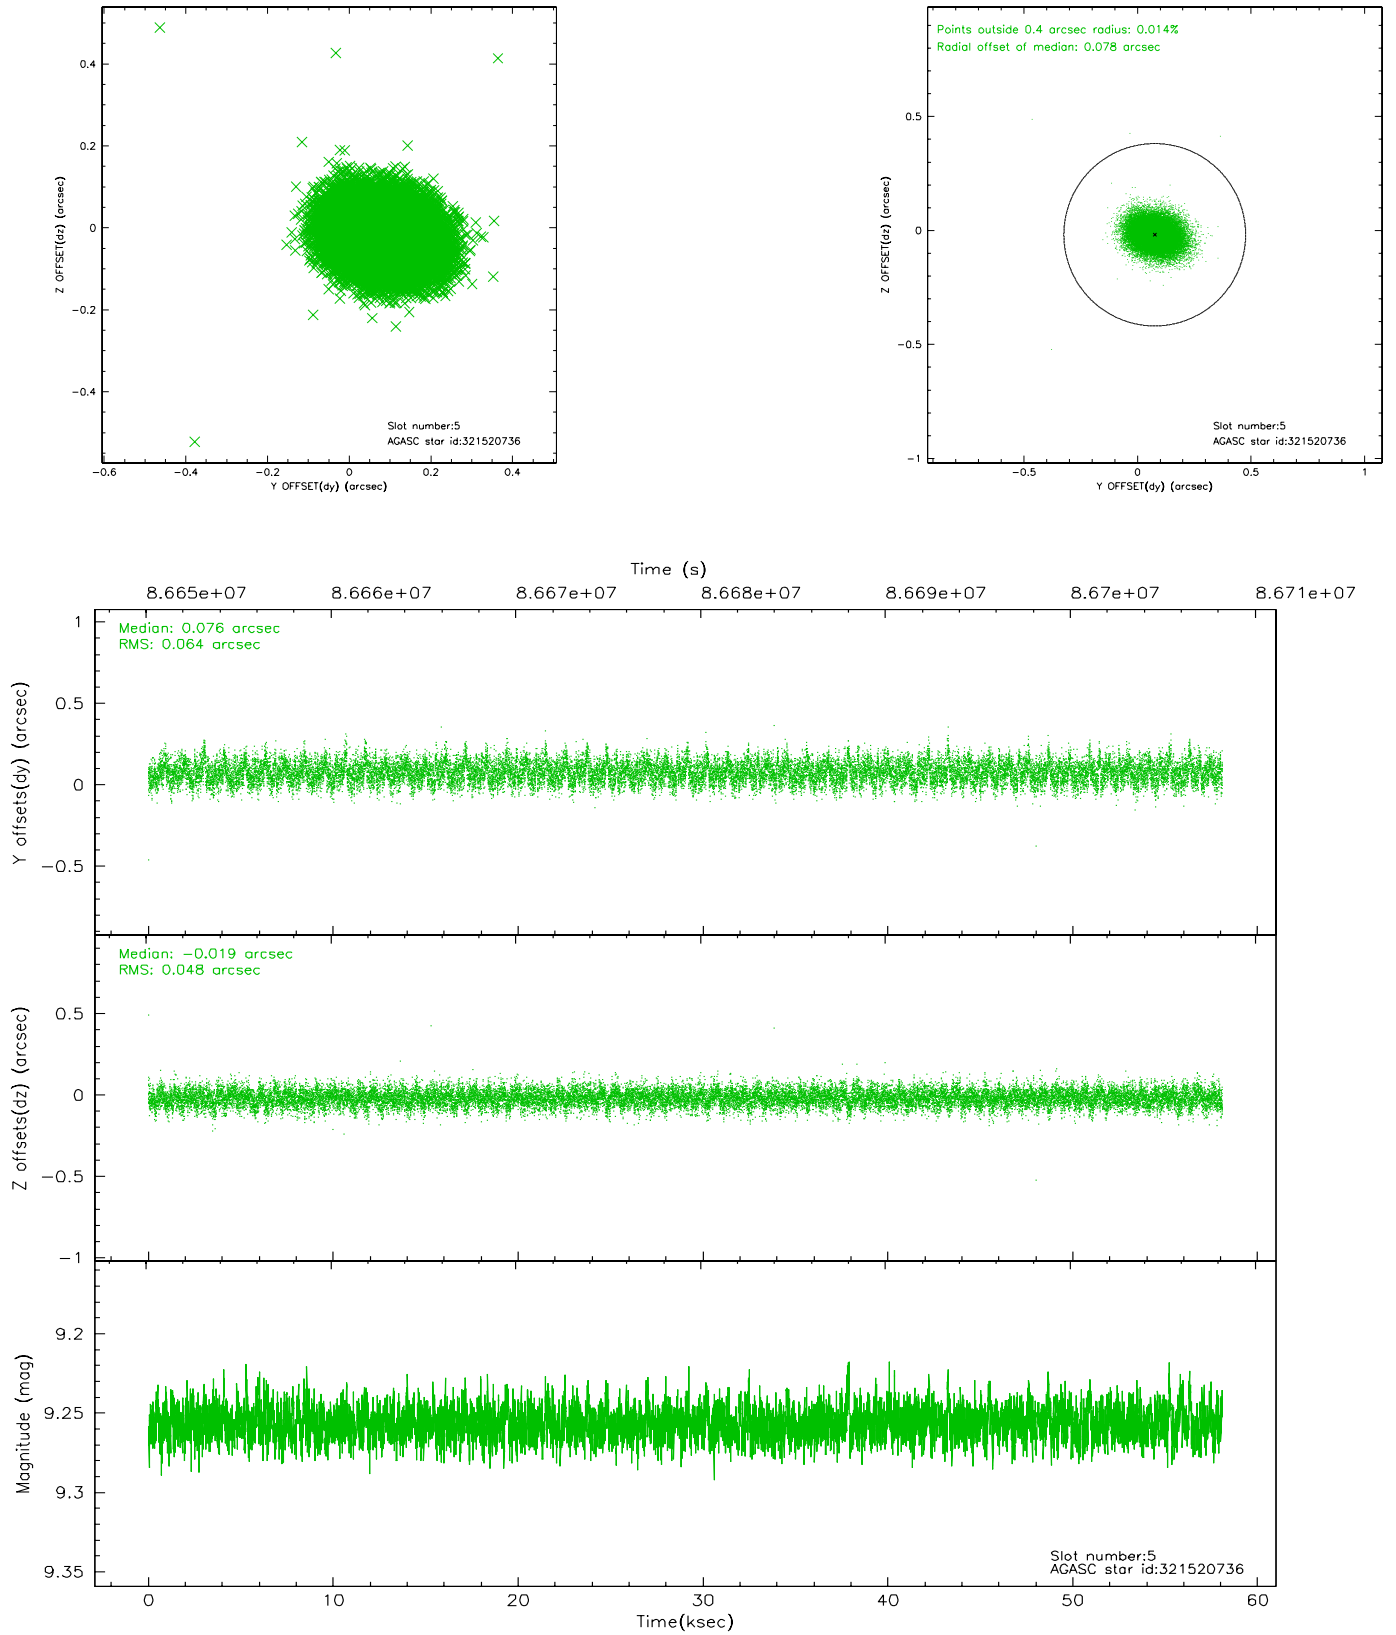 0.4
0.2
0
−0.2
−0.4
Z OFFSET(dz) (arcsec)
Slot number:5
AGASC star id:321520736
−0.6 −0.4 −0.2 0 0.2 0.4
Y OFFSET(dy) (arcsec)
Points outside 0.4 arcsec radius: 0.014%
Radial offset of median: 0.078 arcsec
0.5
0
−0.5
−1
Z OFFSET(dz) (arcsec)
Slot number:5
AGASC star id:321520736
−0.5 0 0.5 1
Y OFFSET(dy) (arcsec)
Time (s)
8.665e+07 8.666e+07 8.667e+07 8.668e+07 8.669e+07 8.67e+07 8.671e+07
Median: 0.076 arcsec
RMS: 0.064 arcsec
1
0.5
0
−0.5
Y offsets(dy) (arcsec)
Median: −0.019 arcsec
RMS: 0.048 arcsec
0.5
0
−0.5
−1
Z offsets(dz) (arcsec)
9.2
9.25
9.3
9.35
Magnitude (mag)
Slot number:5
AGASC star id:321520736
0 10 20 30 40 50 60
Time(ksec)